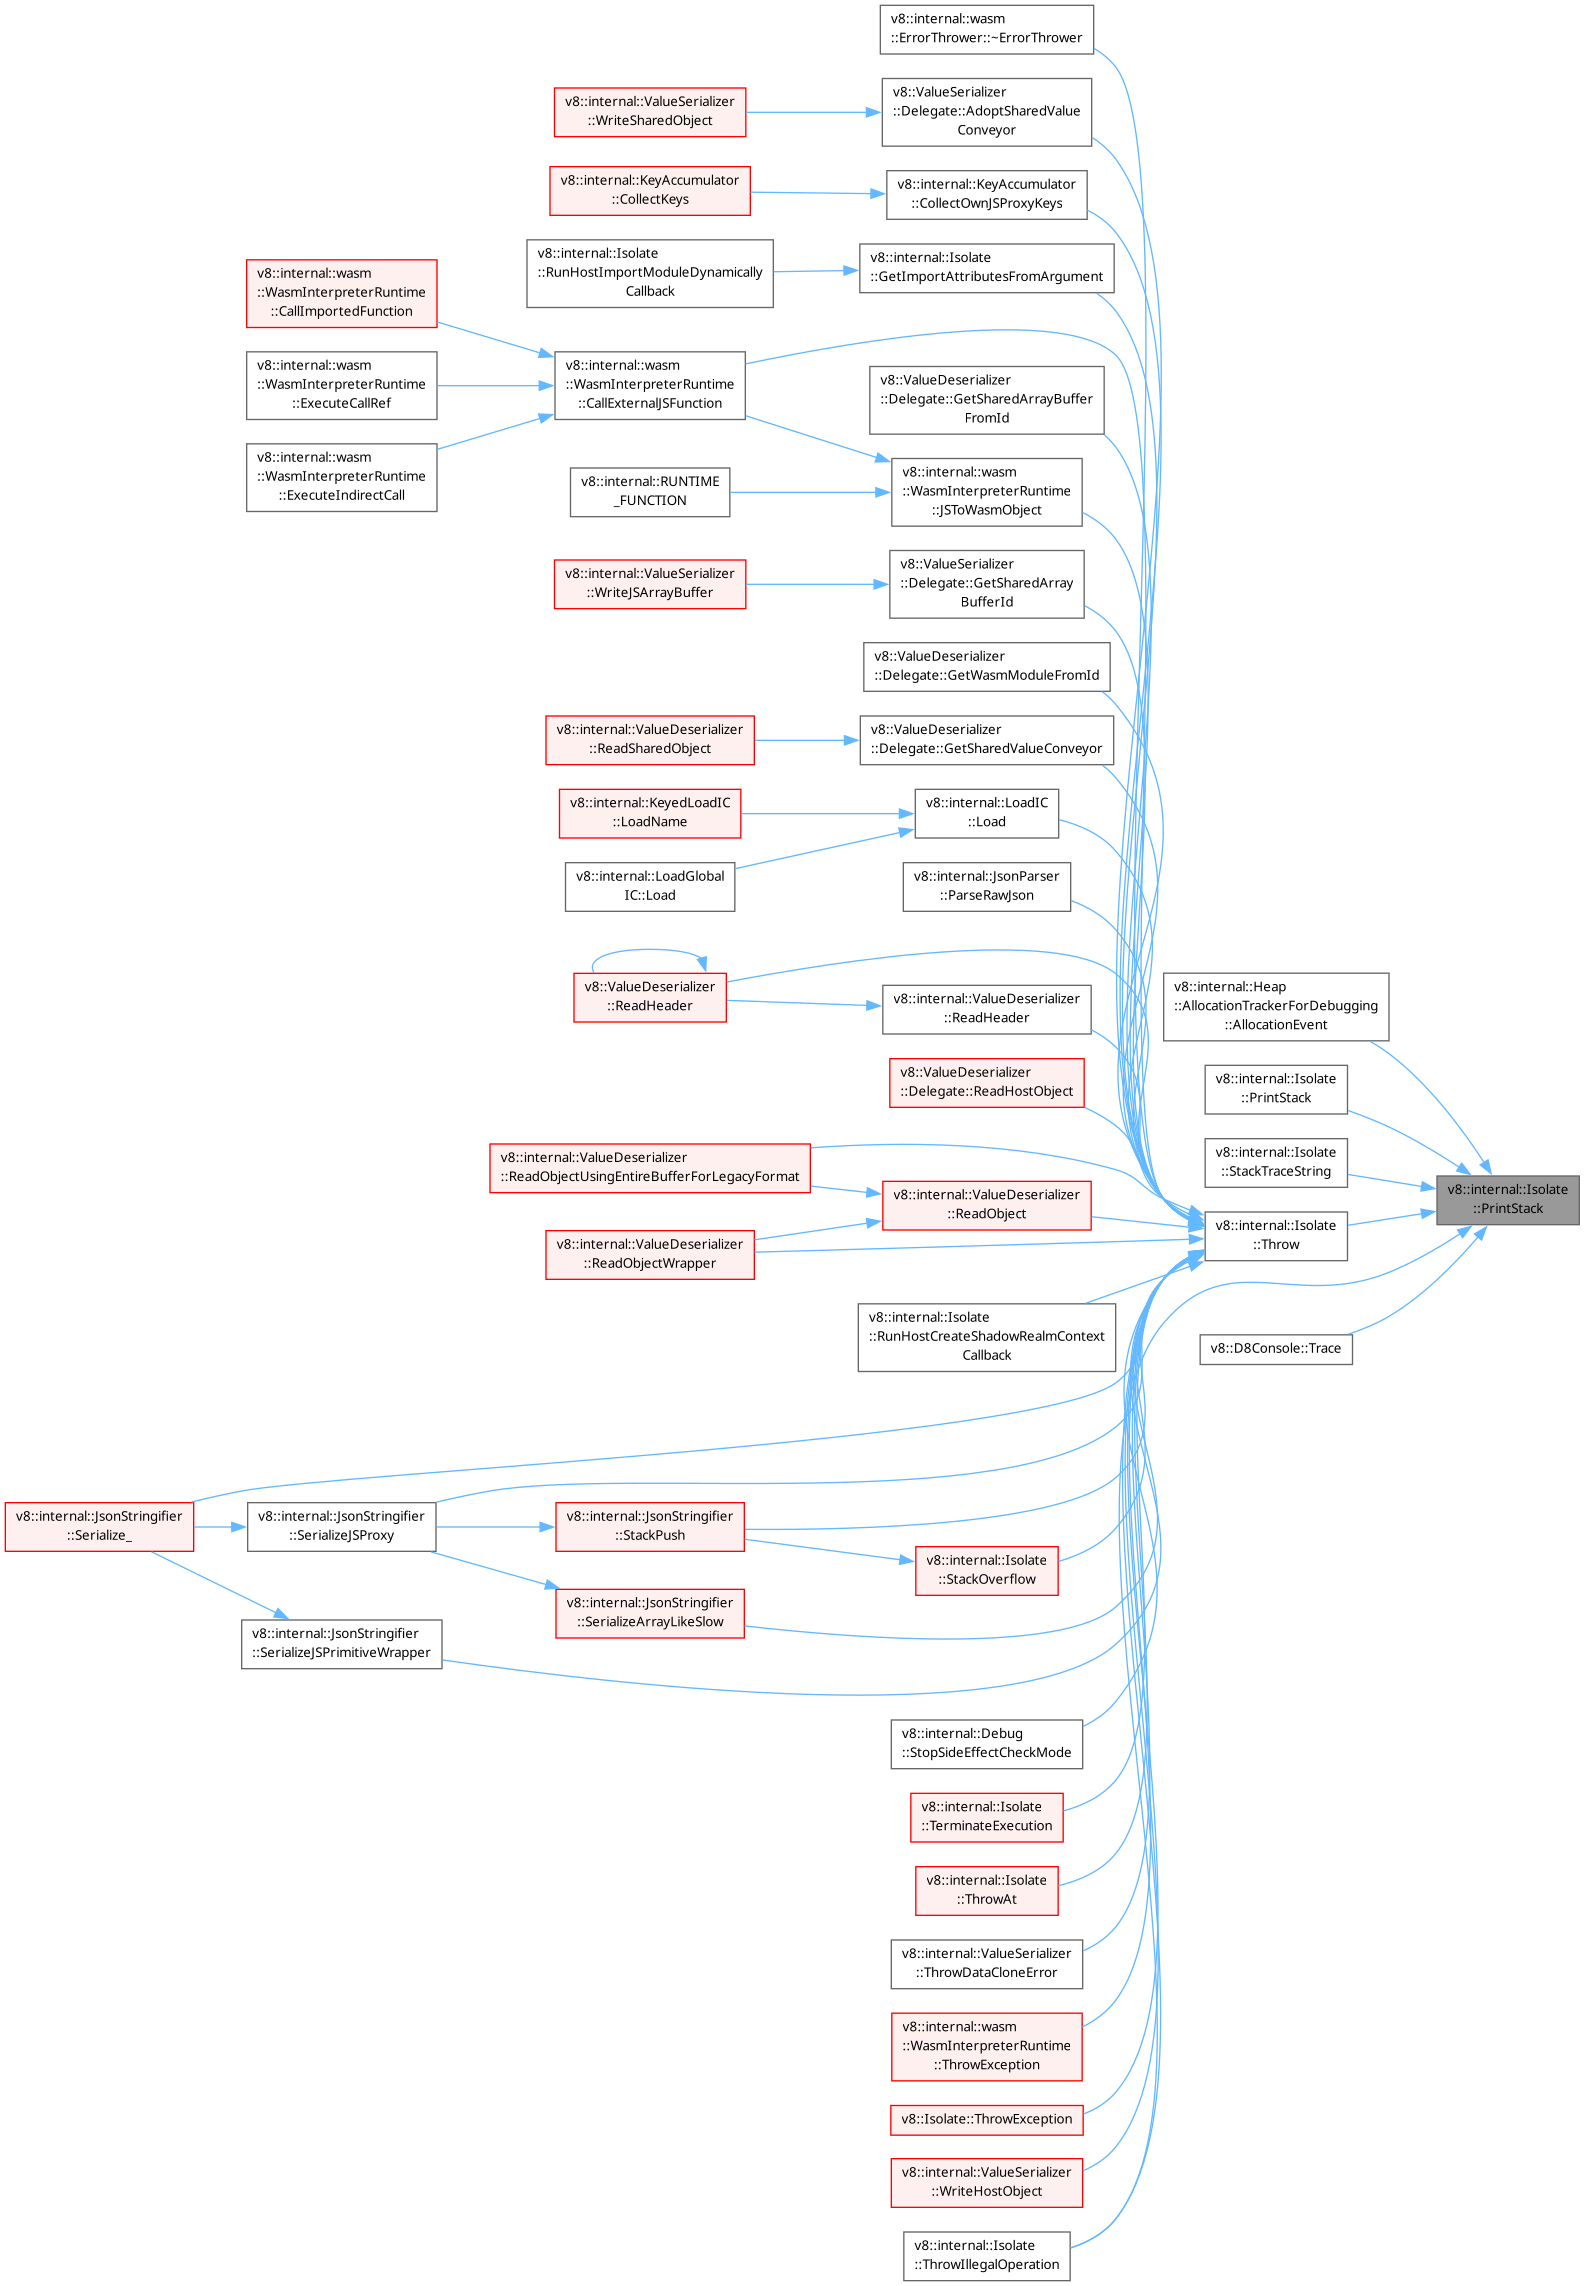 v8::internal::wasm
::ErrorThrower::~ErrorThrower
v8::ValueSerializer
::Delegate::AdoptSharedValue
Conveyor
v8::internal::ValueSerializer
::WriteSharedObject
v8::internal::KeyAccumulator
::CollectKeys
v8::internal::KeyAccumulator
::CollectOwnJSProxyKeys
v8::internal::Isolate
::RunHostImportModuleDynamically
Callback
v8::internal::Isolate
::GetImportAttributesFromArgument
v8::internal::wasm
::WasmInterpreterRuntime
::CallImportedFunction
v8::internal::wasm
::WasmInterpreterRuntime
::ExecuteCallRef
v8::internal::wasm
::WasmInterpreterRuntime
::CallExternalJSFunction
v8::ValueDeserializer
::Delegate::GetSharedArrayBuffer
FromId
v8::internal::wasm
::WasmInterpreterRuntime
::ExecuteIndirectCall
v8::internal::RUNTIME
_FUNCTION
v8::internal::wasm
::WasmInterpreterRuntime
::JSToWasmObject
v8::internal::ValueSerializer
::WriteJSArrayBuffer
v8::ValueSerializer
::Delegate::GetSharedArray
BufferId
v8::ValueDeserializer
::Delegate::GetWasmModuleFromId
v8::internal::ValueDeserializer
::ReadSharedObject
v8::ValueDeserializer
::Delegate::GetSharedValueConveyor
v8::internal::KeyedLoadIC
::LoadName
v8::internal::LoadIC
::Load
v8::internal::LoadGlobal
IC::Load
v8::internal::JsonParser
::ParseRawJson
v8::ValueDeserializer
::ReadHeader
v8::internal::ValueDeserializer
::ReadHeader
v8::internal::Heap
::AllocationTrackerForDebugging
::AllocationEvent
v8::ValueDeserializer
::Delegate::ReadHostObject
v8::internal::Isolate
::PrintStack
v8::internal::ValueDeserializer
::ReadObjectUsingEntireBufferForLegacyFormat
v8::internal::Isolate
::StackTraceString
v8::internal::ValueDeserializer
::ReadObject
v8::internal::Isolate
::PrintStack
v8::internal::ValueDeserializer
::ReadObjectWrapper
v8::internal::Isolate
::Throw
v8::internal::Isolate
::RunHostCreateShadowRealmContext
Callback
v8::D8Console::Trace
v8::internal::JsonStringifier
::Serialize_
v8::internal::JsonStringifier
::SerializeJSProxy
v8::internal::JsonStringifier
::StackPush
v8::internal::Isolate
::StackOverflow
v8::internal::JsonStringifier
::SerializeArrayLikeSlow
v8::internal::JsonStringifier
::SerializeJSPrimitiveWrapper
v8::internal::Debug
::StopSideEffectCheckMode
v8::internal::Isolate
::TerminateExecution
v8::internal::Isolate
::ThrowAt
v8::internal::ValueSerializer
::ThrowDataCloneError
v8::internal::wasm
::WasmInterpreterRuntime
::ThrowException
v8::Isolate::ThrowException
v8::internal::ValueSerializer
::WriteHostObject
v8::internal::Isolate
::ThrowIllegalOperation